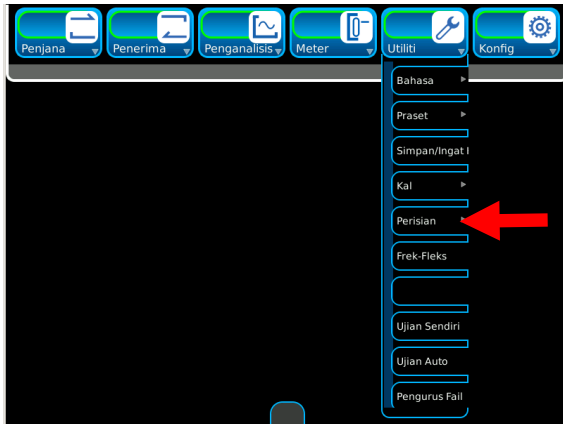 Penjana
Penerima
Penganalisis
Meter
Utiliti
Konfig
Bahasa
Praset
Simpan/Ingat
Kal
Perisian
Frek-Fleks
Ujian Sendiri
Ujian Auto
Pengurus Fail